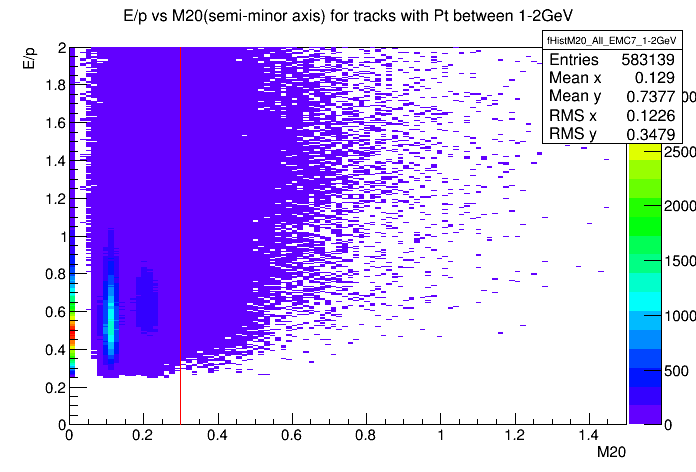 E/p vs M20(semi-minor axis) for tracks with Pt between 1-2GeV
fHistM20_All_EMC7_1-2GeV
Entries 583139
Mean x 0.129
Mean y 0.7377
RMS x 0.1226
RMS y 0.3479
E/p
2
1.8
1.6
1.4
1.2
1
0.8
0.6
0.4
0.2
0
0 0.2 0.4 0.6 0.8 1 1.2 1.4
M20
2500
2000
1500
1000
500
0